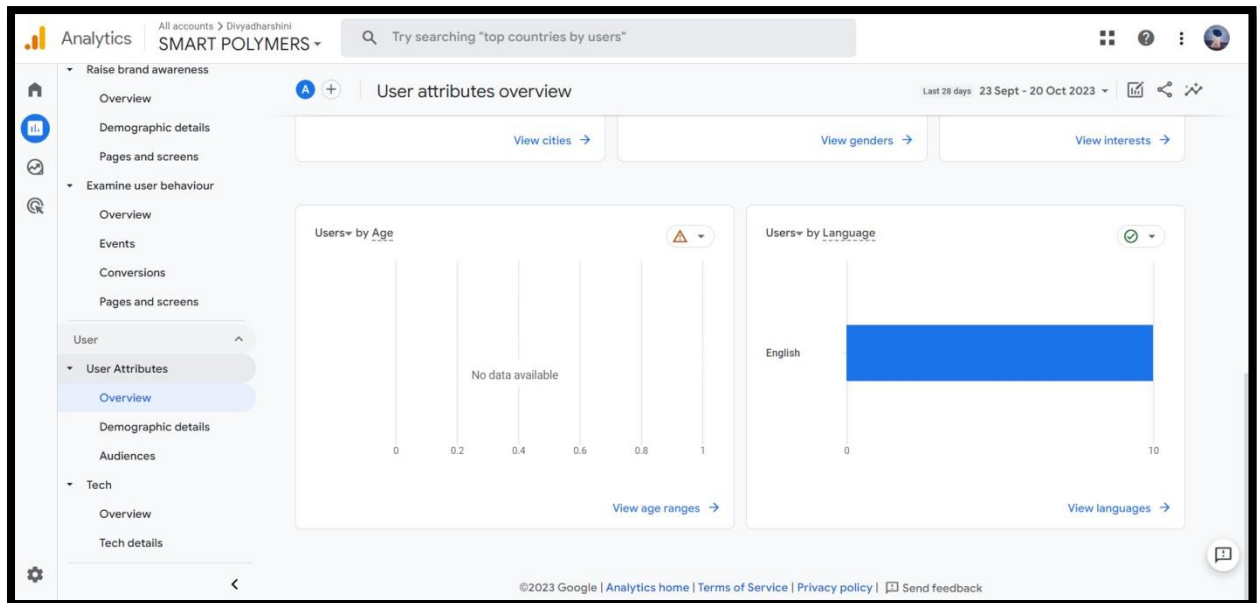 Analytics
All accounts > Divyadharshini
SMART POLYMERS
Try searching "top countries by users"
Raise brand awareness
Overview
Demographic details
Pages and screens
Examine user behaviour
Overview
Events
Conversions
Pages and screens
User
User Attributes
Overview
Demographic details
Audiences
Tech
Overview
Tech details
A
User attributes overview
Last 28 days 23 Sept - 20 Oct 2023
View cities →
View genders →
View interests →
Users by Age
No data available
0 0.2 0.4 0.6 0.8 1
View age ranges →
Users by Language
English
0 10
View languages →
©2023 Google | Analytics home | Terms of Service | Privacy policy | Send feedback